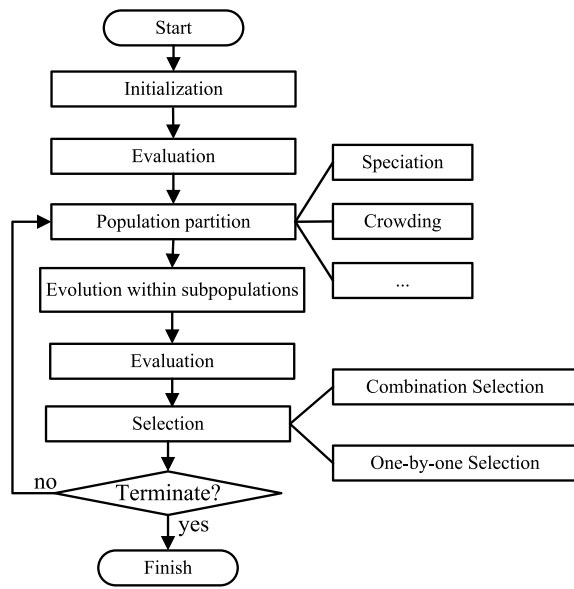 Start
Initialization
Evaluation
Speciation
Population partition
Crowding
Evolution within subpopulations
...
Evaluation
Combination Selection
Selection
One-by-one Selection
no
Terminate?
yes
Finish